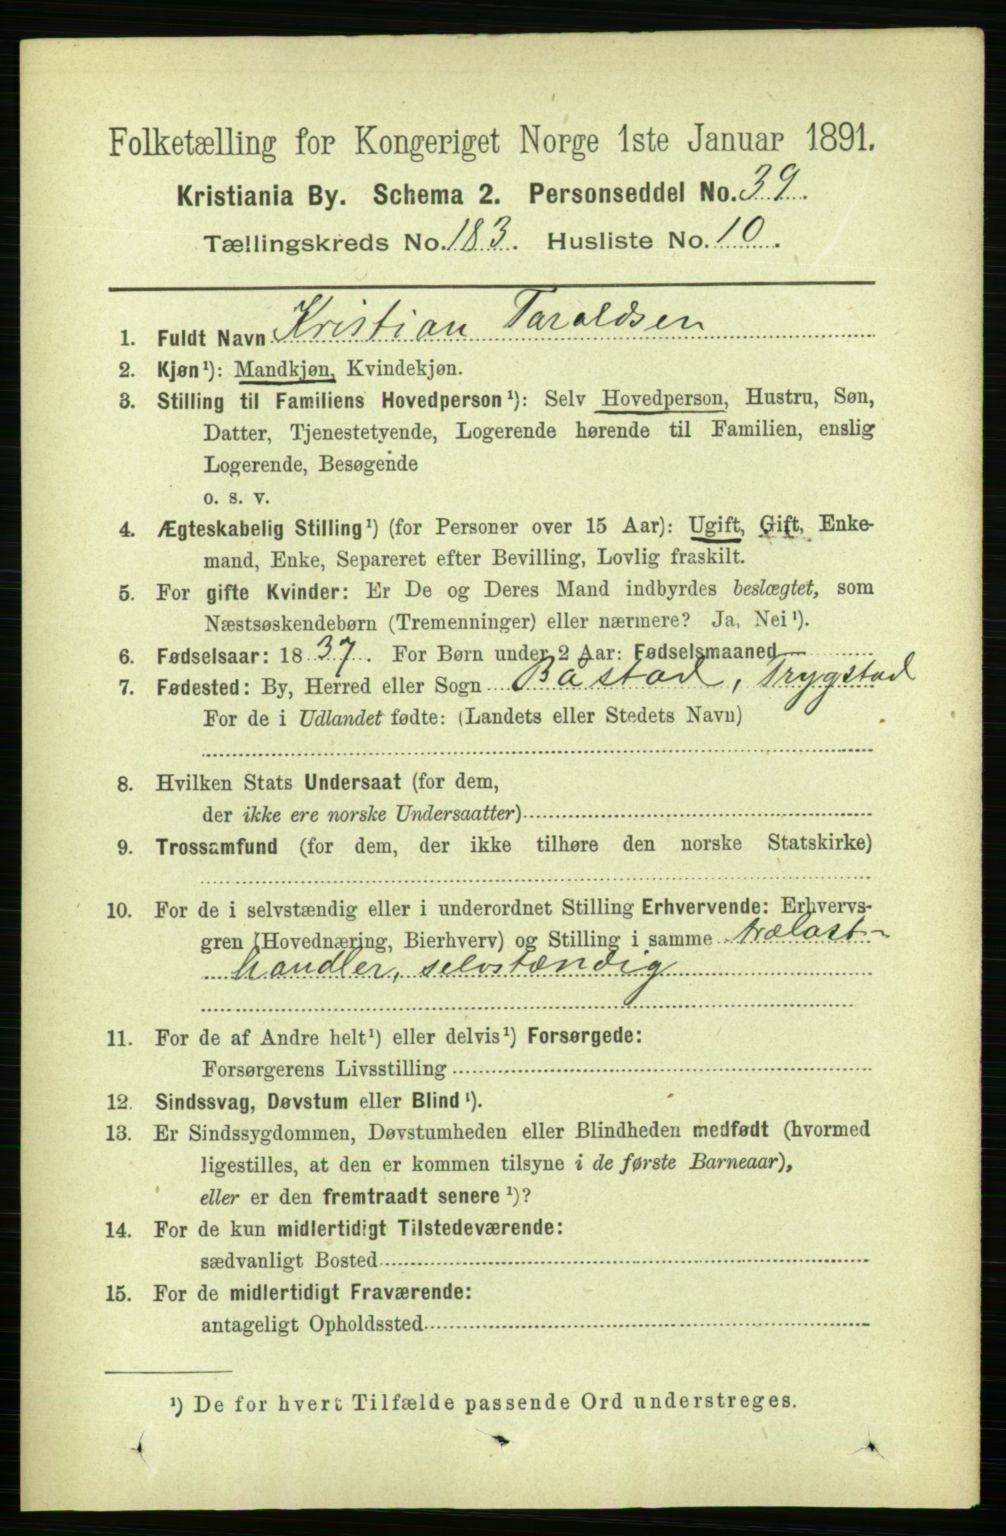 Folketælling for Kongeriget Norge 1ste Januar 1891.
Kristiania By. Schema 2. Personseddel No. 39.
Tællingskreds No. 183. Husliste No. 10.
1. Fuldt Navn Kristian Taraldsen
2. Kjøn¹): Mandkjøn, Kvindekjøn.
3. Stilling til Familiens Hovedperson¹): Selv Hovedperson, Hustru, Søn,
Datter, Tjenestetyende, Logerende hørende til Familien, enslig
Logerende, Besøgende
o. s. v.
4. Ægteskabelig Stilling¹) (for Personer over 15 Aar): Ugift, Gift, Enke-
mand, Enke, Separeret efter Bevilling, Lovlig fraskilt.
5. For gifte Kvinder: Er De og Deres Mand indbyrdes beslægtet, som
Næstsøskendebørn (Tremenninger) eller nærmere? Ja, Nei¹).
6. Fødselsaar: 1837. For Børn under 2 Aar: Fødselsmaaned
7. Fødested: By, Herred eller Sogn Båstad, Trygstad
For de i Udlandet fødte: (Landets eller Stedets Navn)
8. Hvilken Stats Undersaat (for dem,
der ikke ere norske Undersaatter)
9. Trossamfund (for dem, der ikke tilhøre den norske Statskirke)
10. For de i selvstændig eller i underordnet Stilling Erhvervende: Erhvervs-
gren (Hovednæring, Bierhverv) og Stilling i samme trælast-
handler, selvstændig
11. For de af Andre helt¹) eller delvis¹) Forsørgede:
Forsørgerens Livsstilling
12. Sindssvag, Døvstum eller Blind¹).
13. Er Sindssygdommen, Døvstumheden eller Blindheden medfødt (hvormed
ligestilles, at den er kommen tilsyne i de første Barneaar),
eller er den fremtraadt senere¹)?
14. For de kun midlertidigt Tilstedeværende:
sædvanligt Bosted
15. For de midlertidigt Fraværende:
antageligt Opholdssted
¹) De for hvert Tilfælde passende Ord understreges.